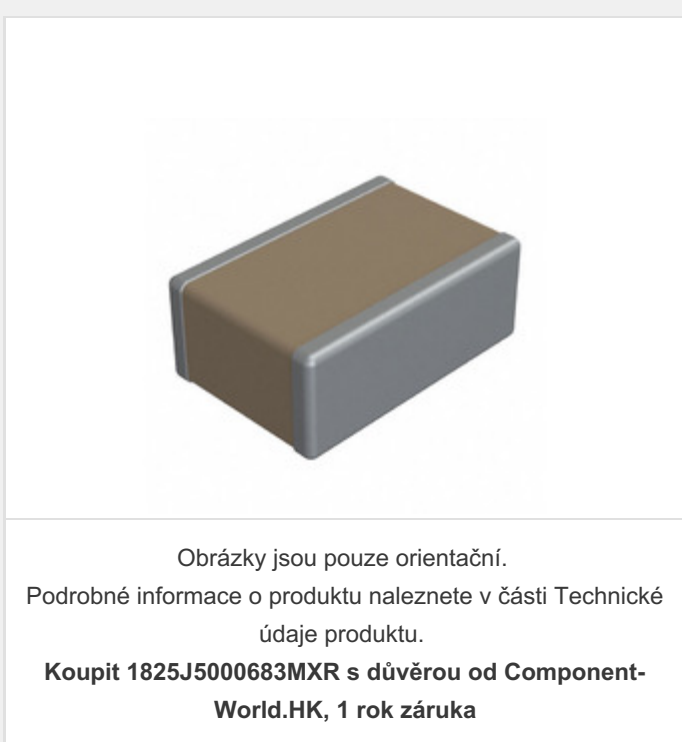 Obrázky jsou pouze orientační.
Podrobné informace o produktu naleznete v části Technické
údaje produktu.
Koupit 1825J5000683MXR s důvěrou od Component-
World.HK, 1 rok záruka